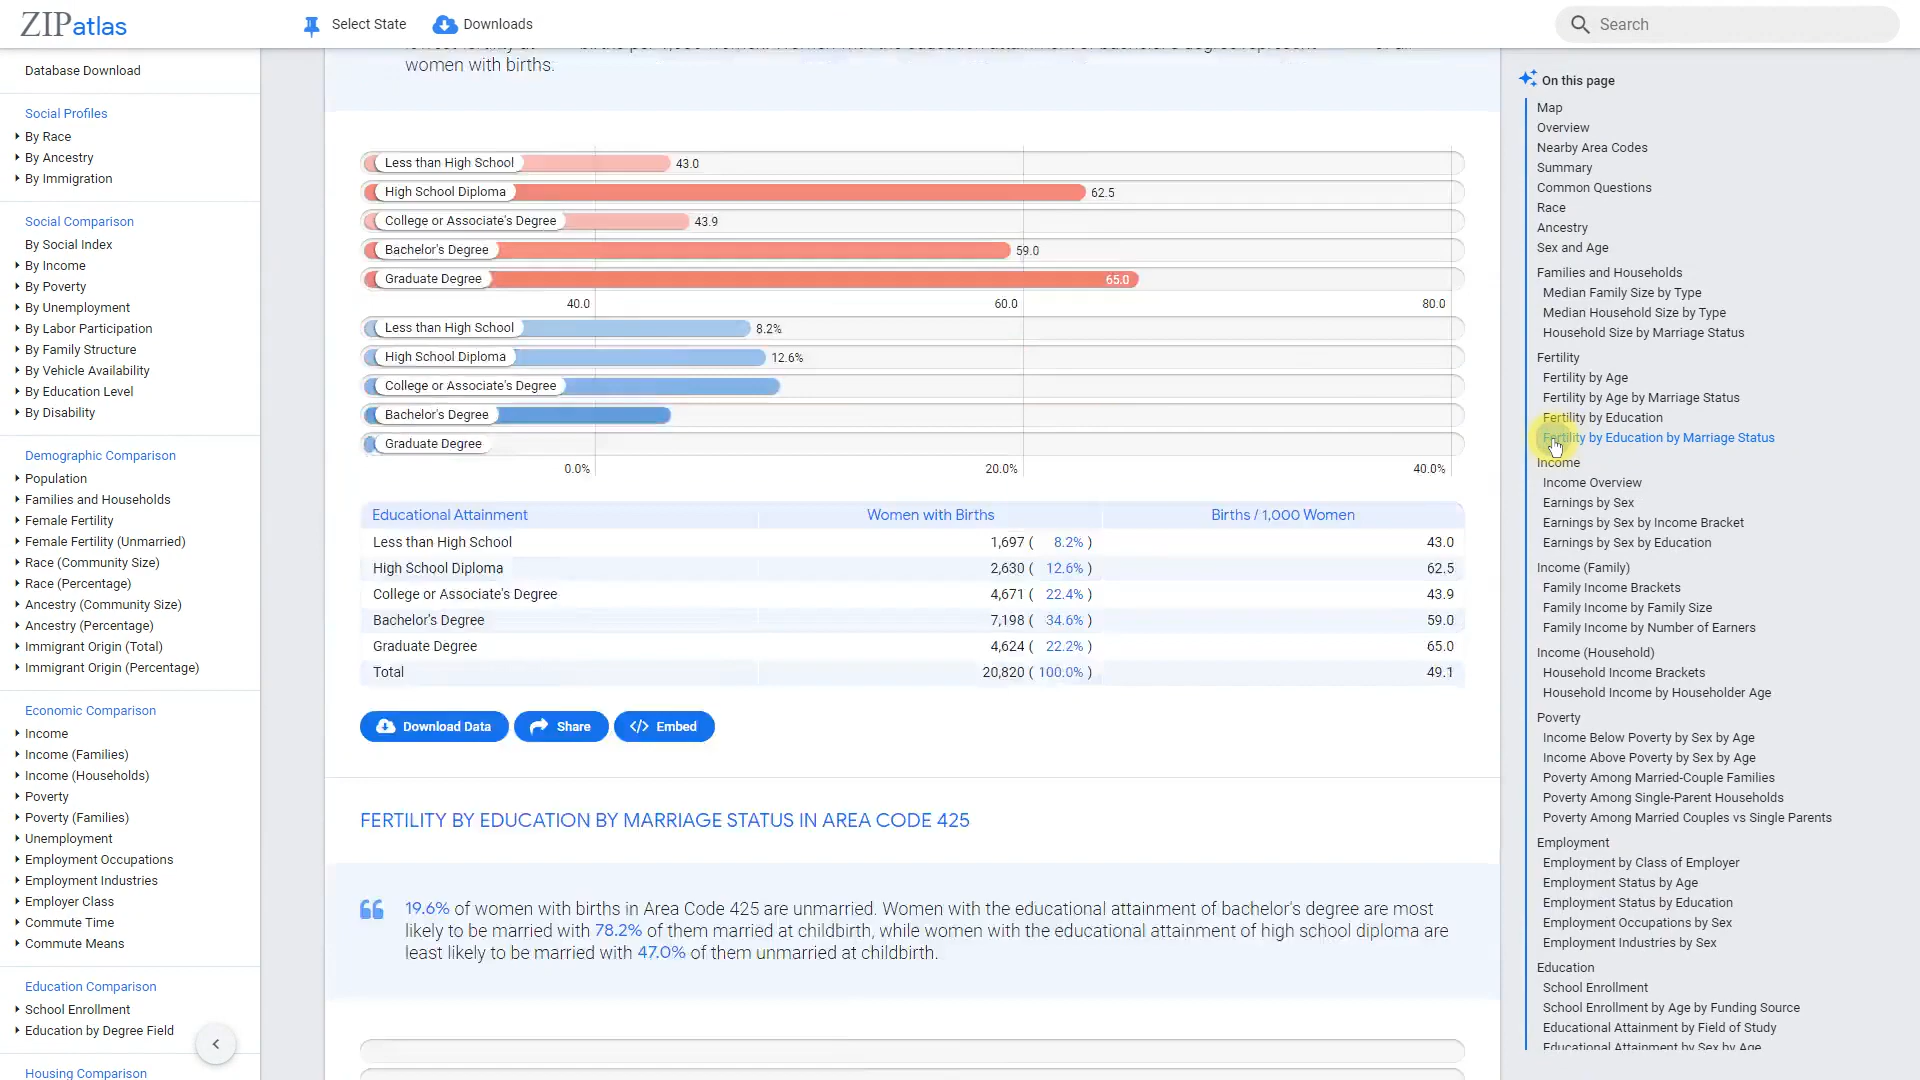 ZIPatlas
Select State
Downloads
Search
Database Download
Social Profiles
By Race
By Ancestry
By Immigration
Social Comparison
By Social Index
By Income
By Poverty
By Unemployment
By Labor Participation
By Family Structure
By Vehicle Availability
By Education Level
By Disability
Demographic Comparison
Population
Families and Households
Female Fertility
Female Fertility (Unmarried)
Race (Community Size)
Race (Percentage)
Ancestry (Community Size)
Ancestry (Percentage)
Immigrant Origin (Total)
Immigrant Origin (Percentage)
Economic Comparison
Income
Income (Families)
Income (Households)
Poverty
Poverty (Families)
Unemployment
Employment Occupations
Employment Industries
Employer Class
Commute Time
Commute Means
Education Comparison
School Enrollment
Education by Degree Field
Housing Comparison
women with births.
Less than High School 43.0
High School Diploma 62.5
College or Associate's Degree 43.9
Bachelor's Degree 59.0
Graduate Degree 65.0
40.0 60.0 80.0
Less than High School 8.2%
High School Diploma 12.6%
College or Associate's Degree
Bachelor's Degree
Graduate Degree
0.0% 20.0% 40.0%
Educational Attainment Women with Births Births / 1,000 Women
Less than High School 1,697 ( 8.2% ) 43.0
High School Diploma 2,630 ( 12.6% ) 62.5
College or Associate's Degree 4,671 ( 22.4% ) 43.9
Bachelor's Degree 7,198 ( 34.6% ) 59.0
Graduate Degree 4,624 ( 22.2% ) 65.0
Total 20,820 ( 100.0% ) 49.1
Download Data
Share
Embed
FERTILITY BY EDUCATION BY MARRIAGE STATUS IN AREA CODE 425
19.6% of women with births in Area Code 425 are unmarried. Women with the educational attainment of bachelor's degree are most
likely to be married with 78.2% of them married at childbirth, while women with the educational attainment of high school diploma are
least likely to be married with 47.0% of them unmarried at childbirth.
On this page
Map
Overview
Nearby Area Codes
Summary
Common Questions
Race
Ancestry
Sex and Age
Families and Households
Median Family Size by Type
Median Household Size by Type
Household Size by Marriage Status
Fertility
Fertility by Age
Fertility by Age by Marriage Status
Fertility by Education
Fertility by Education by Marriage Status
Income
Income Overview
Earnings by Sex
Earnings by Sex by Income Bracket
Earnings by Sex by Education
Income (Family)
Family Income Brackets
Family Income by Family Size
Family Income by Number of Earners
Income (Household)
Household Income Brackets
Household Income by Householder Age
Poverty
Income Below Poverty by Sex by Age
Income Above Poverty by Sex by Age
Poverty Among Married-Couple Families
Poverty Among Single-Parent Households
Poverty Among Married Couples vs Single Parents
Employment
Employment by Class of Employer
Employment Status by Age
Employment Status by Education
Employment Occupations by Sex
Employment Industries by Sex
Education
School Enrollment
School Enrollment by Age by Funding Source
Educational Attainment by Field of Study
Educational Attainment by Sex by Age